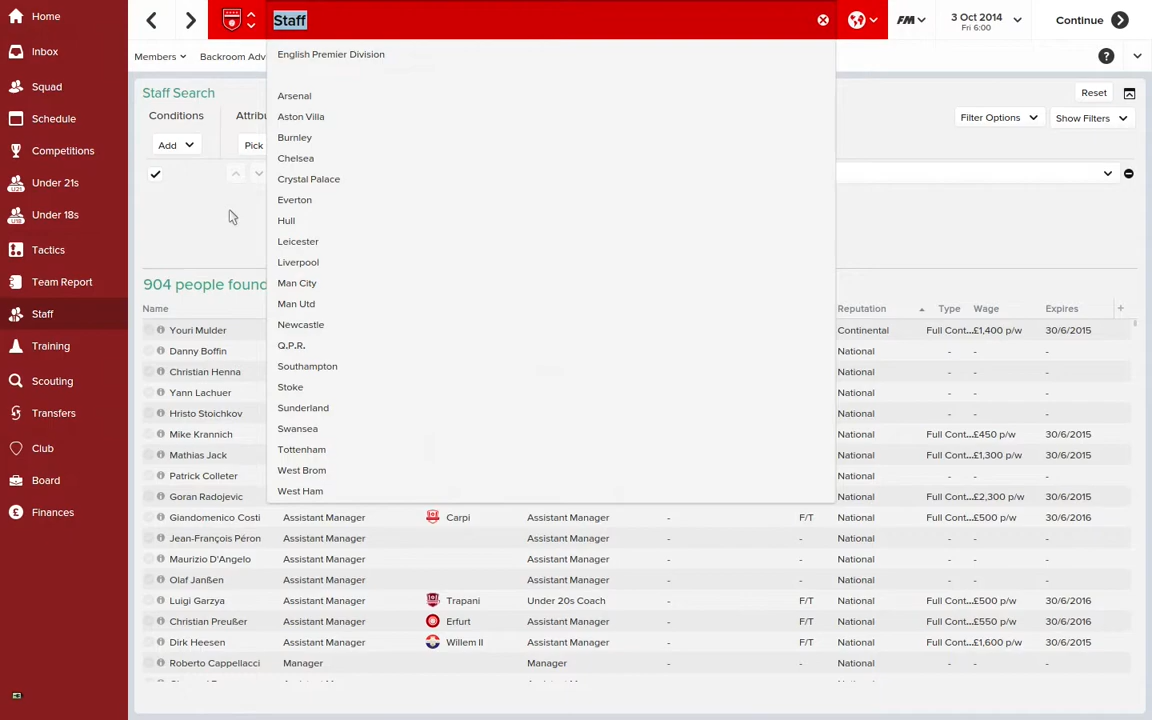 Home
Staff
FM
3 Oct 2014
Fri 6:00
Continue
Inbox
Members
Backroom Adv
?
English Premier Division
Squad
Staff Search
Reset
Schedule
Conditions
Attribu
Filter Options
Show Filters
Competitions
Add
Pick
Under 21s
Under 18s
Tactics
Team Report
Staff
Training
Scouting
Transfers
Club
Board
Finances
Arsenal
Aston Villa
Burnley
Chelsea
Crystal Palace
Everton
Hull
Leicester
Liverpool
Man City
Man Utd
Newcastle
Q.P.R.
Southampton
Stoke
Sunderland
Swansea
Tottenham
West Brom
West Ham
904 people found
Name Reputation Type Wage Expires +
Youri Mulder Continental Full Cont... £1,400 p/w 30/6/2015
Danny Boffin National - - -
Christian Henna National - - -
Yann Lachuer National - - -
Hristo Stoichkov National - - -
Mike Krannich National Full Cont... £450 p/w 30/6/2015
Mathias Jack National Full Cont... £1,300 p/w 30/6/2015
Patrick Colleter National - - -
Goran Radojevic National Full Cont... £2,300 p/w 30/6/2015
Giandomenico Costi Assistant Manager Carpi Assistant Manager - F/T National Full Cont... £500 p/w 30/6/2016
Jean-François Péron Assistant Manager Assistant Manager - - National - - -
Maurizio D'Angelo Assistant Manager Assistant Manager - - National - - -
Olaf Janßen Assistant Manager Assistant Manager - - National - - -
Luigi Garzya Assistant Manager Trapani Under 20s Coach - F/T National Full Cont... £500 p/w 30/6/2016
Christian Preußer Assistant Manager Erfurt Assistant Manager - F/T National Full Cont... £550 p/w 30/6/2016
Dirk Heesen Assistant Manager Willem II Assistant Manager - F/T National Full Cont... £1,600 p/w 30/6/2015
Roberto Cappellacci Manager Manager - - National - - -